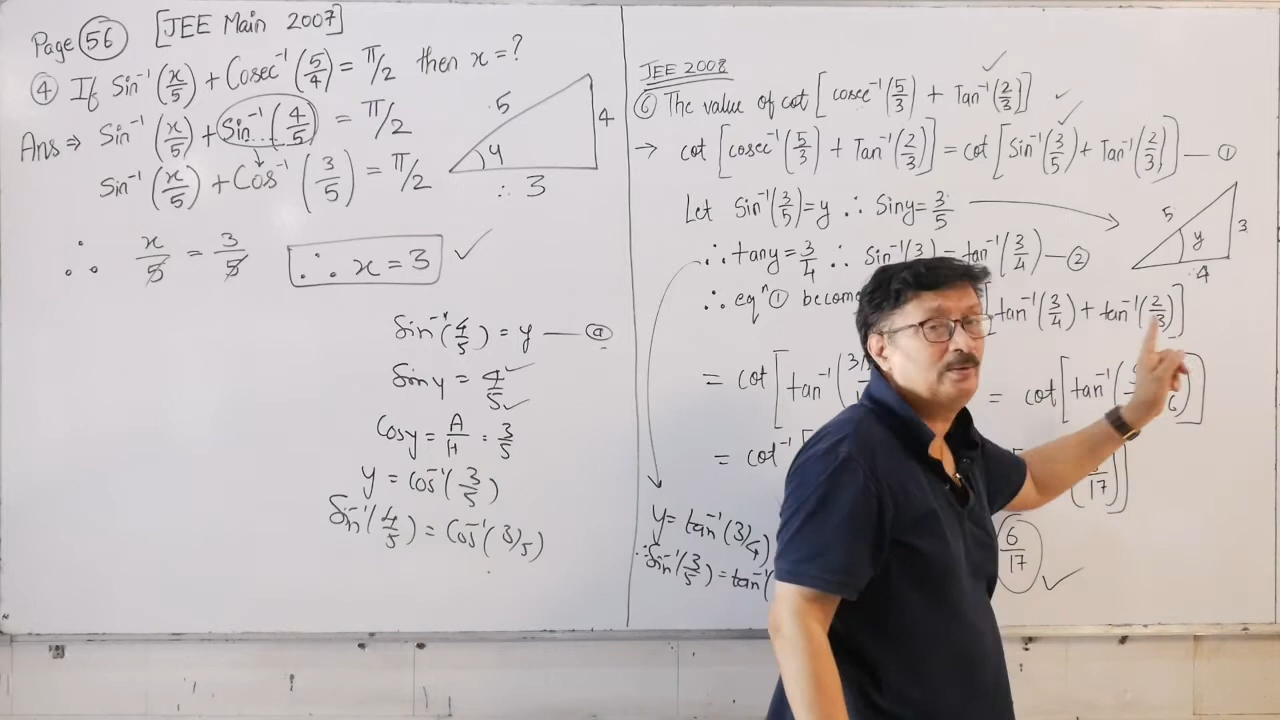 Page 56 [JEE Main 2007]
④ If Sin⁻¹(x/5) + Cosec⁻¹(5/4) = π/2 then x = ?
Ans ⇒ Sin⁻¹(x/5) + Sin⁻¹(4/5) = π/2
Sin⁻¹(x/5) + Cos⁻¹(3/5) = π/2
5
4
y
∴ 3
∴ x/5 = 3/5 ∴ x = 3 ✓
Sin⁻¹(4/5) = y — ⓐ
Sin y = 4/5
Cos y = A/H = 3/5
y = cos⁻¹(3/5)
Sin⁻¹(4/5) = Cos⁻¹(3/5)
JEE 2008
⑥ The value of cot [cosec⁻¹(5/3) + Tan⁻¹(2/3)]
→ cot [cosec⁻¹(5/3) + Tan⁻¹(2/3)] = cot [Sin⁻¹(3/5) + Tan⁻¹(2/3)] — ①
Let Sin⁻¹(3/5) = y ∴ Siny = 3/5
5
3
y
4
∴ tany = 3/4 ∴ tan⁻¹(3/4) — ②
∴ eqⁿ ① tan⁻¹(3/4) + tan⁻¹(2/3)]
= cot [tan⁻¹( = cot [tan⁻¹(
= cot⁻¹ 17
y = tan⁻¹(3/4)
∴ Sin⁻¹(3/5) = tan⁻¹(
6/17 ✓